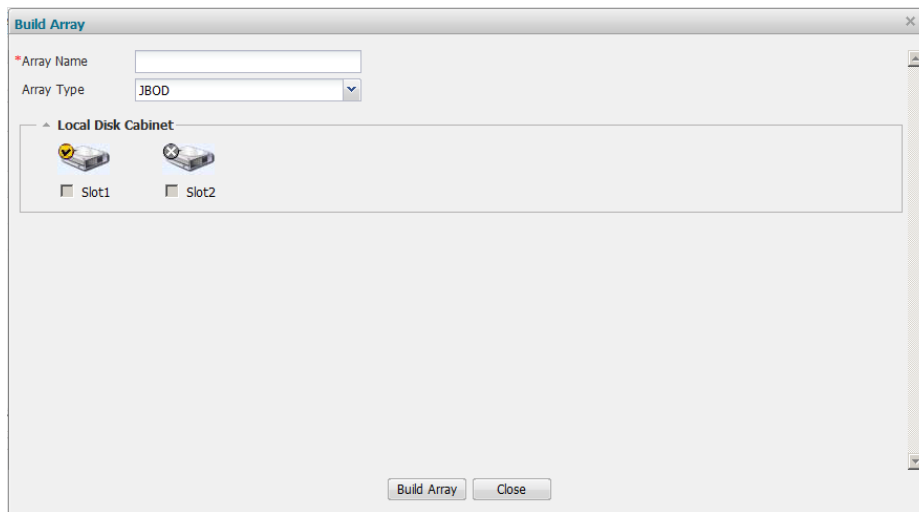 Build Array
*Array Name
Array Type JBOD
Local Disk Cabinet
Slot1 Slot2
Build Array Close